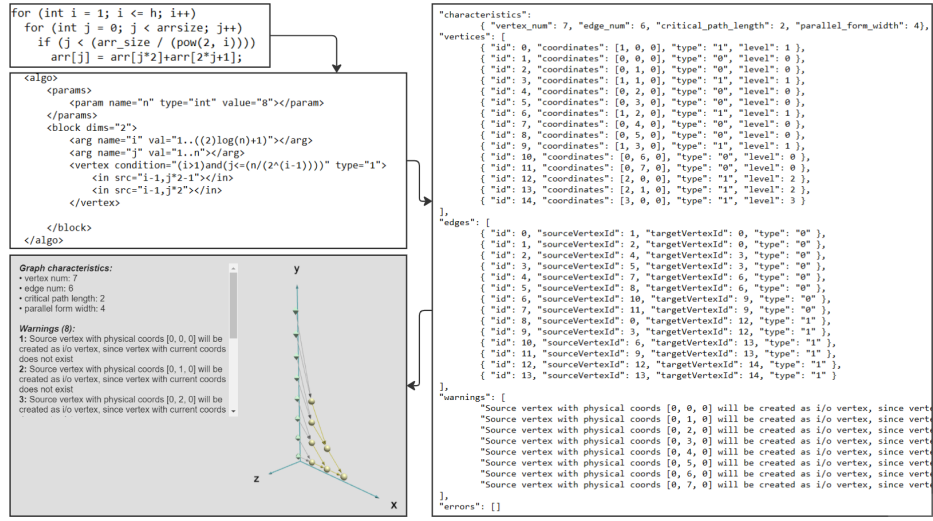 for (int i = 1; i <= h; i++)
for (int j = 0; j < arrsize; j++)
if (j < (arr_size / (pow(2, i))))
arr[j] = arr[j*2]+arr[2*j+1];
<algo>
<params>
<param name="n" type="int" value="8"></param>
</params>
<block dims="2">
<arg name="i" val="1..((2)log(n)+1)"></arg>
<arg name="j" val="1..n"></arg>
<vertex condition="(i>1)and(j<=(n/(2^(i-1))))" type="1">
<in src="i-1,j*2-1"></in>
<in src="i-1,j*2"></in>
</vertex>
</block>
</algo>
Graph characteristics:
• vertex num: 7
• edge num: 6
• critical path length: 2
• parallel form width: 4
Warnings (8):
1: Source vertex with physical coords [0, 0, 0] will be
created as i/o vertex, since vertex with current coords
does not exist
2: Source vertex with physical coords [0, 1, 0] will be
created as i/o vertex, since vertex with current coords
does not exist
3: Source vertex with physical coords [0, 2, 0] will be
created as i/o vertex, since vertex with current coords
y
z
x
"characteristics":
{ "vertex_num": 7, "edge_num": 6, "critical_path_length": 2, "parallel_form_width": 4},
"vertices": [
{ "id": 0, "coordinates": [1, 0, 0], "type": "1", "level": 1 },
{ "id": 1, "coordinates": [0, 0, 0], "type": "0", "level": 0 },
{ "id": 2, "coordinates": [0, 1, 0], "type": "0", "level": 0 },
{ "id": 3, "coordinates": [1, 1, 0], "type": "1", "level": 1 },
{ "id": 4, "coordinates": [0, 2, 0], "type": "0", "level": 0 },
{ "id": 5, "coordinates": [0, 3, 0], "type": "0", "level": 0 },
{ "id": 6, "coordinates": [1, 2, 0], "type": "1", "level": 1 },
{ "id": 7, "coordinates": [0, 4, 0], "type": "0", "level": 0 },
{ "id": 8, "coordinates": [0, 5, 0], "type": "0", "level": 0 },
{ "id": 9, "coordinates": [1, 3, 0], "type": "1", "level": 1 },
{ "id": 10, "coordinates": [0, 6, 0], "type": "0", "level": 0 },
{ "id": 11, "coordinates": [0, 7, 0], "type": "0", "level": 0 },
{ "id": 12, "coordinates": [2, 0, 0], "type": "1", "level": 2 },
{ "id": 13, "coordinates": [2, 1, 0], "type": "1", "level": 2 },
{ "id": 14, "coordinates": [3, 0, 0], "type": "1", "level": 3 }
],
"edges": [
{ "id": 0, "sourceVertexId": 1, "targetVertexId": 0, "type": "0" },
{ "id": 1, "sourceVertexId": 2, "targetVertexId": 0, "type": "0" },
{ "id": 2, "sourceVertexId": 4, "targetVertexId": 3, "type": "0" },
{ "id": 3, "sourceVertexId": 5, "targetVertexId": 3, "type": "0" },
{ "id": 4, "sourceVertexId": 7, "targetVertexId": 6, "type": "0" },
{ "id": 5, "sourceVertexId": 8, "targetVertexId": 6, "type": "0" },
{ "id": 6, "sourceVertexId": 10, "targetVertexId": 9, "type": "0" },
{ "id": 7, "sourceVertexId": 11, "targetVertexId": 9, "type": "0" },
{ "id": 8, "sourceVertexId": 0, "targetVertexId": 12, "type": "1" },
{ "id": 9, "sourceVertexId": 3, "targetVertexId": 12, "type": "1" },
{ "id": 10, "sourceVertexId": 6, "targetVertexId": 13, "type": "1" },
{ "id": 11, "sourceVertexId": 9, "targetVertexId": 13, "type": "1" },
{ "id": 12, "sourceVertexId": 12, "targetVertexId": 14, "type": "1" },
{ "id": 13, "sourceVertexId": 13, "targetVertexId": 14, "type": "1" }
],
"warnings": [
"Source vertex with physical coords [0, 0, 0] will be created as i/o vertex, since verte
"Source vertex with physical coords [0, 1, 0] will be created as i/o vertex, since verte
"Source vertex with physical coords [0, 2, 0] will be created as i/o vertex, since verte
"Source vertex with physical coords [0, 3, 0] will be created as i/o vertex, since verte
"Source vertex with physical coords [0, 4, 0] will be created as i/o vertex, since verte
"Source vertex with physical coords [0, 5, 0] will be created as i/o vertex, since verte
"Source vertex with physical coords [0, 6, 0] will be created as i/o vertex, since verte
"Source vertex with physical coords [0, 7, 0] will be created as i/o vertex, since verte
],
"errors": []